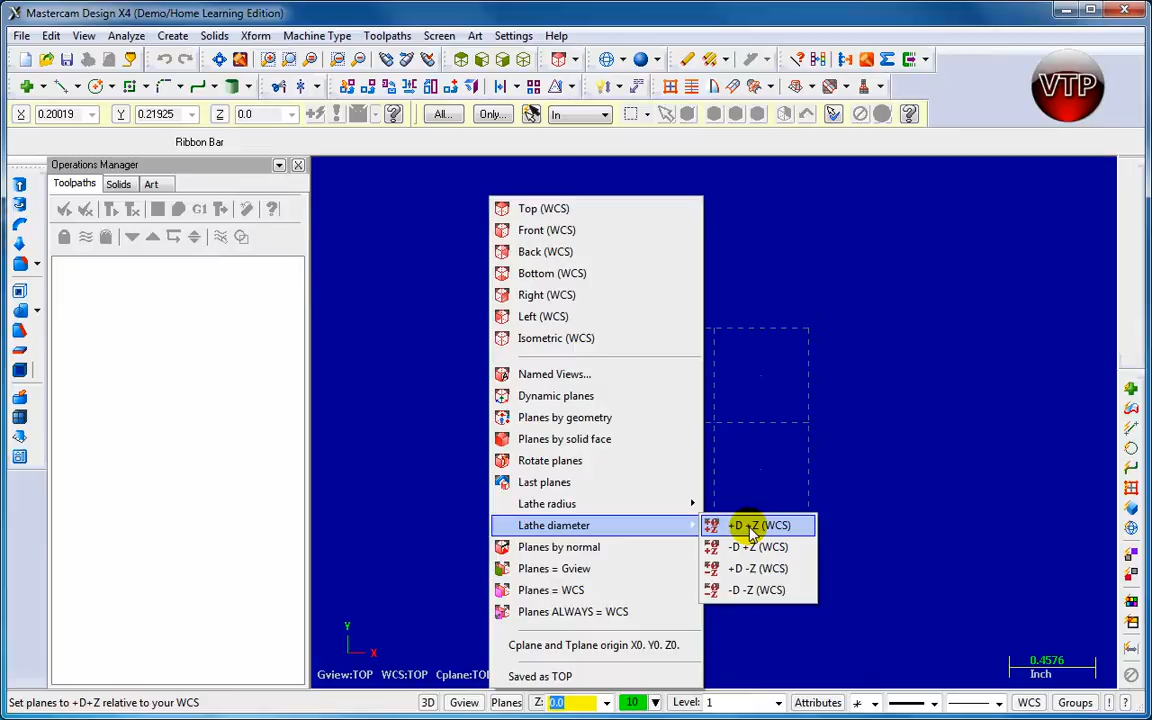 Mastercam Design X4 (Demo/Home Learning Edition)
File Edit View Analyze Create Solids Xform Machine Type Toolpaths Screen Art Settings Help
VTP
X 0.20019 Y 0.21925 Z 0.0 All... Only... In
Ribbon Bar
Operations Manager
Toolpaths Solids Art
G1
Top (WCS)
Front (WCS)
Back (WCS)
Bottom (WCS)
Right (WCS)
Left (WCS)
Isometric (WCS)
Named Views...
Dynamic planes
Planes by geometry
Planes by solid face
Rotate planes
Last planes
Lathe radius
Lathe diameter
+D +Z (WCS)
Planes by normal
-D +Z (WCS)
Planes = Gview
+D -Z (WCS)
Planes = WCS
-D -Z (WCS)
Planes ALWAYS = WCS
Cplane and Tplane origin X0. Y0. Z0.
Saved as TOP
Y
X
Gview:TOP WCS:TOP Cplane:TO
0.4576
Inch
Set planes to +D+Z relative to your WCS
3D Gview Planes Z: 0.0 10 Level: 1 Attributes WCS Groups ! ?